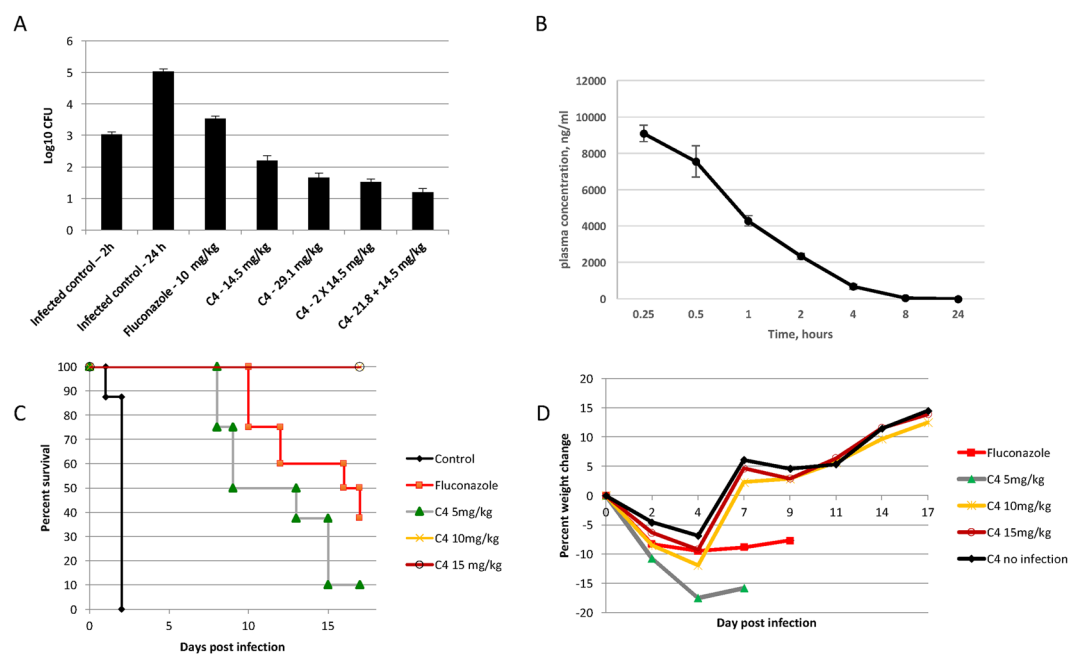 A
6
5
4
3
2
1
0
Log10 CFU
Infected control – 2h
Infected control - 24 h
Fluconazole - 10 mg/kg
C4 - 14.5 mg/kg
C4 - 29.1 mg/kg
C4 - 2 X 14.5 mg/kg
C4- 21.8 + 14.5 mg/kg
B
12000
10000
8000
6000
4000
2000
0
plasma concentration, ng/ml
0.25 0.5 1 2 4 8 24
Time, hours
C
100
90
80
70
60
50
40
30
20
10
0
Percent survival
0 5 10 15
Days post infection
Control
Fluconazole
C4 5mg/kg
C4 10mg/kg
C4 15 mg/kg
D
20
15
10
5
0
-5
-10
-15
-20
Percent weight change
0 2 4 7 9 11 14 17
Day post infection
Fluconazole
C4 5mg/kg
C4 10mg/kg
C4 15mg/kg
C4 no infection